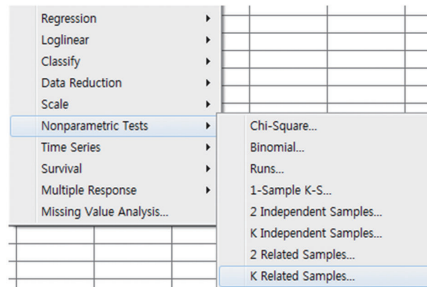 Regression
Loglinear
Classify
Data Reduction
Scale
Nonparametric Tests
Time Series
Survival
Multiple Response
Missing Value Analysis...
Chi-Square...
Binomial...
Runs...
1-Sample K-S...
2 Independent Samples...
K Independent Samples...
2 Related Samples...
K Related Samples...